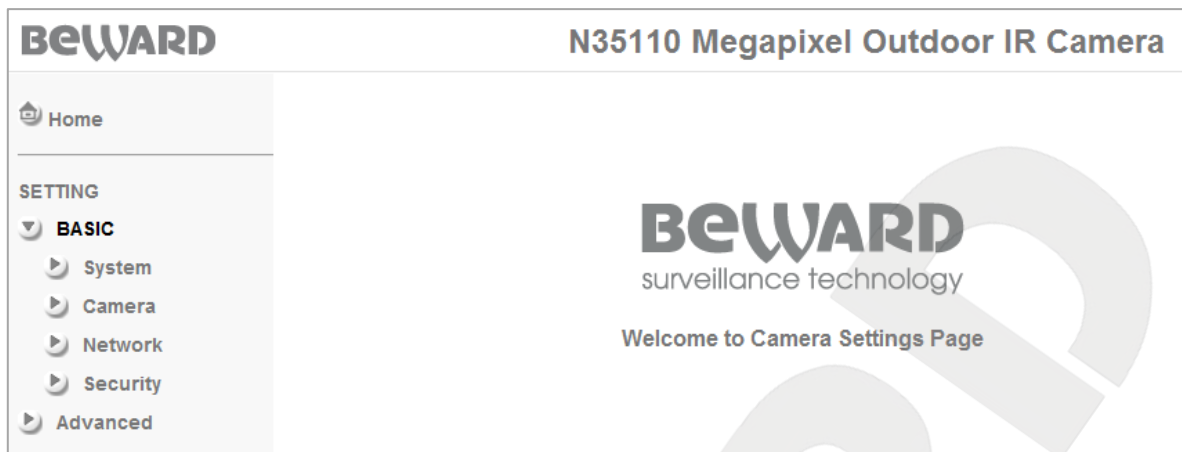 BEWARD
N35110 Megapixel Outdoor IR Camera
Home
SETTING
BASIC
System
Camera
Network
Security
Advanced
BEWARD
surveillance technology
Welcome to Camera Settings Page